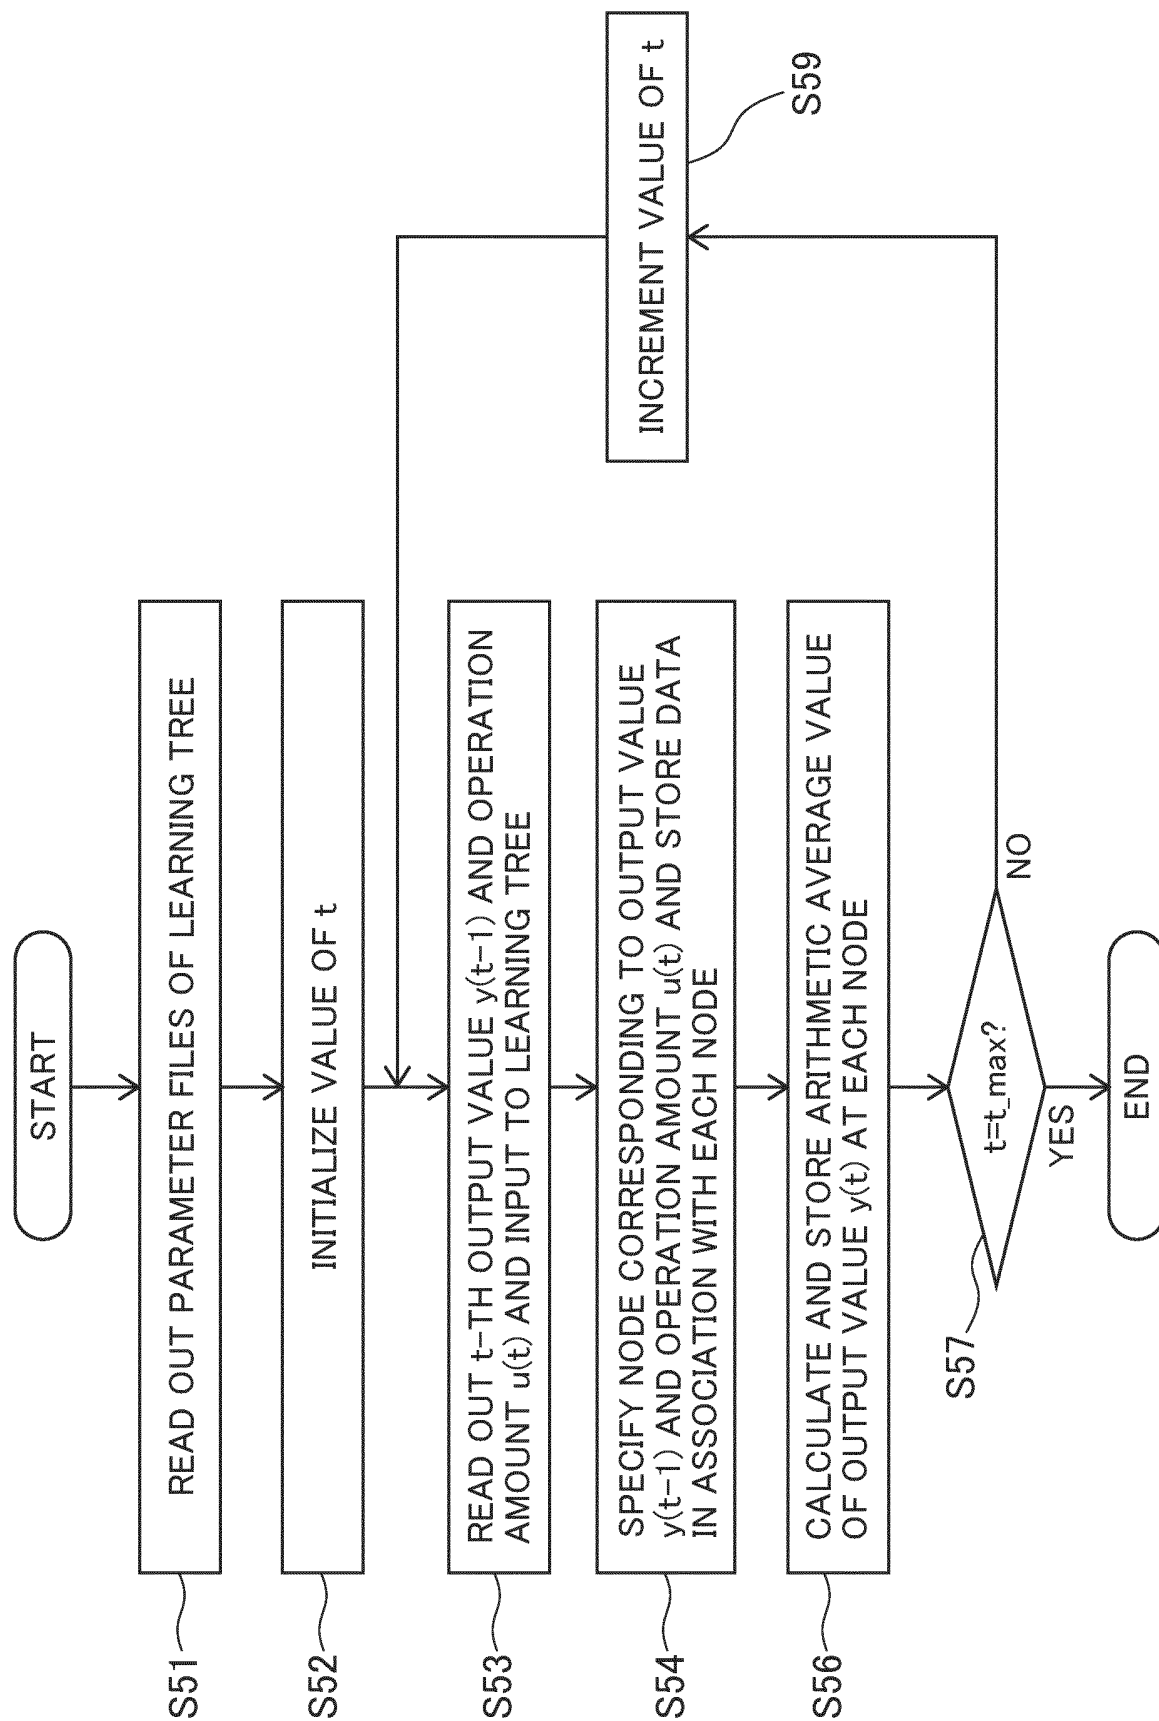 START
S51
READ OUT PARAMETER FILES OF LEARNING TREE
S52
INITIALIZE VALUE OF t
S53
READ OUT t-TH OUTPUT VALUE y(t-1) AND OPERATION
AMOUNT u(t) AND INPUT TO LEARNING TREE
S54
SPECIFY NODE CORRESPONDING TO OUTPUT VALUE
y(t-1) AND OPERATION AMOUNT u(t) AND STORE DATA
IN ASSOCIATION WITH EACH NODE
S56
CALCULATE AND STORE ARITHMETIC AVERAGE VALUE
OF OUTPUT VALUE y(t) AT EACH NODE
S57
t=t_max?
NO
YES
INCREMENT VALUE OF t
S59
END